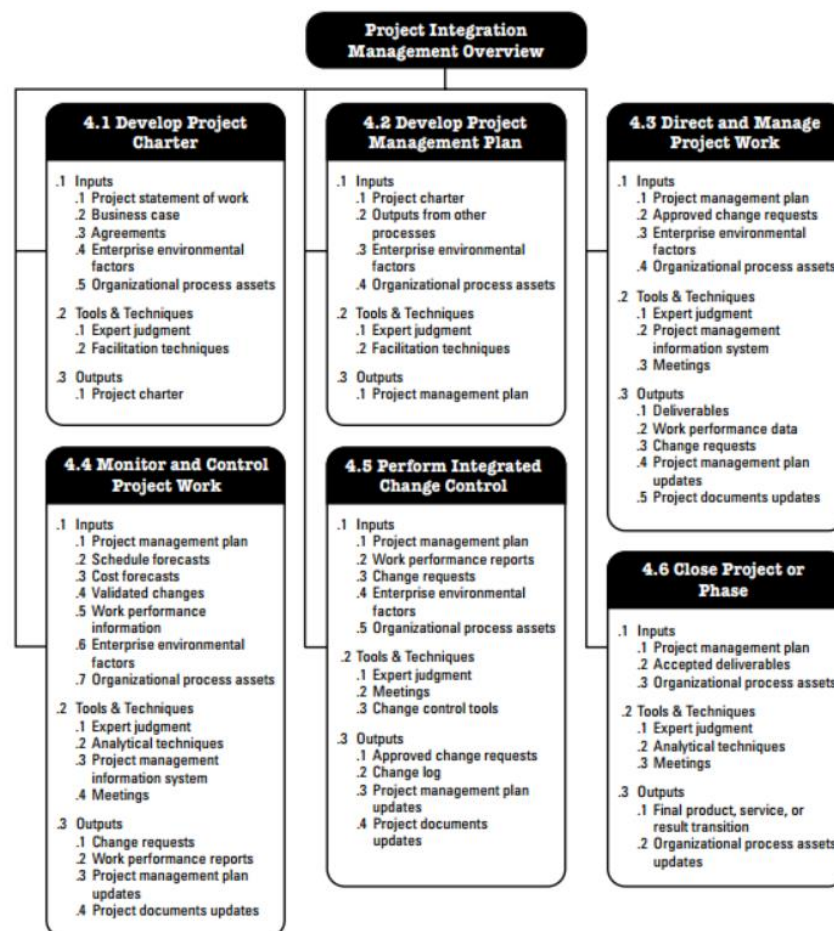 Project Integration
Management Overview
4.1 Develop Project
Charter
.1 Inputs
.1 Project statement of work
.2 Business case
.3 Agreements
.4 Enterprise environmental
factors
.5 Organizational process assets
.2 Tools & Techniques
.1 Expert judgment
.2 Facilitation techniques
.3 Outputs
.1 Project charter
4.2 Develop Project
Management Plan
.1 Inputs
.1 Project charter
.2 Outputs from other
processes
.3 Enterprise environmental
factors
.4 Organizational process assets
.2 Tools & Techniques
.1 Expert judgment
.2 Facilitation techniques
.3 Outputs
.1 Project management plan
4.3 Direct and Manage
Project Work
.1 Inputs
.1 Project management plan
.2 Approved change requests
.3 Enterprise environmental
factors
.4 Organizational process assets
.2 Tools & Techniques
.1 Expert judgment
.2 Project management
information system
.3 Meetings
.3 Outputs
.1 Deliverables
.2 Work performance data
.3 Change requests
.4 Project management plan
updates
.5 Project documents updates
4.4 Monitor and Control
Project Work
.1 Inputs
.1 Project management plan
.2 Schedule forecasts
.3 Cost forecasts
.4 Validated changes
.5 Work performance
information
.6 Enterprise environmental
factors
.7 Organizational process assets
.2 Tools & Techniques
.1 Expert judgment
.2 Analytical techniques
.3 Project management
information system
.4 Meetings
.3 Outputs
.1 Change requests
.2 Work performance reports
.3 Project management plan
updates
.4 Project documents updates
4.5 Perform Integrated
Change Control
.1 Inputs
.1 Project management plan
.2 Work performance reports
.3 Change requests
.4 Enterprise environmental
factors
.5 Organizational process assets
.2 Tools & Techniques
.1 Expert judgment
.2 Meetings
.3 Change control tools
.3 Outputs
.1 Approved change requests
.2 Change log
.3 Project management plan
updates
.4 Project documents
updates
4.6 Close Project or
Phase
.1 Inputs
.1 Project management plan
.2 Accepted deliverables
.3 Organizational process assets
.2 Tools & Techniques
.1 Expert judgment
.2 Analytical techniques
.3 Meetings
.3 Outputs
.1 Final product, service, or
result transition
.2 Organizational process assets
updates